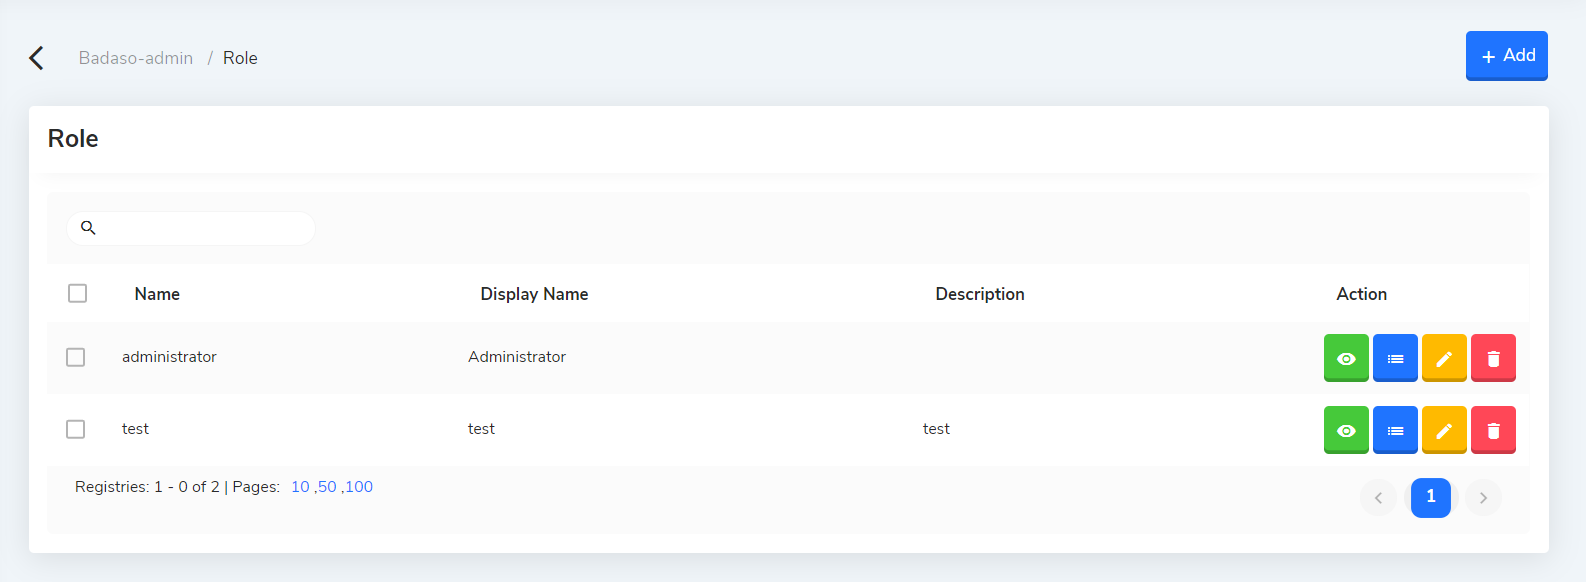 Badaso-admin / Role
+ Add
Role
Name Display Name Description Action
administrator Administrator
test test test
Registries: 1 - 0 of 2 | Pages: 10 ,50 ,100
1